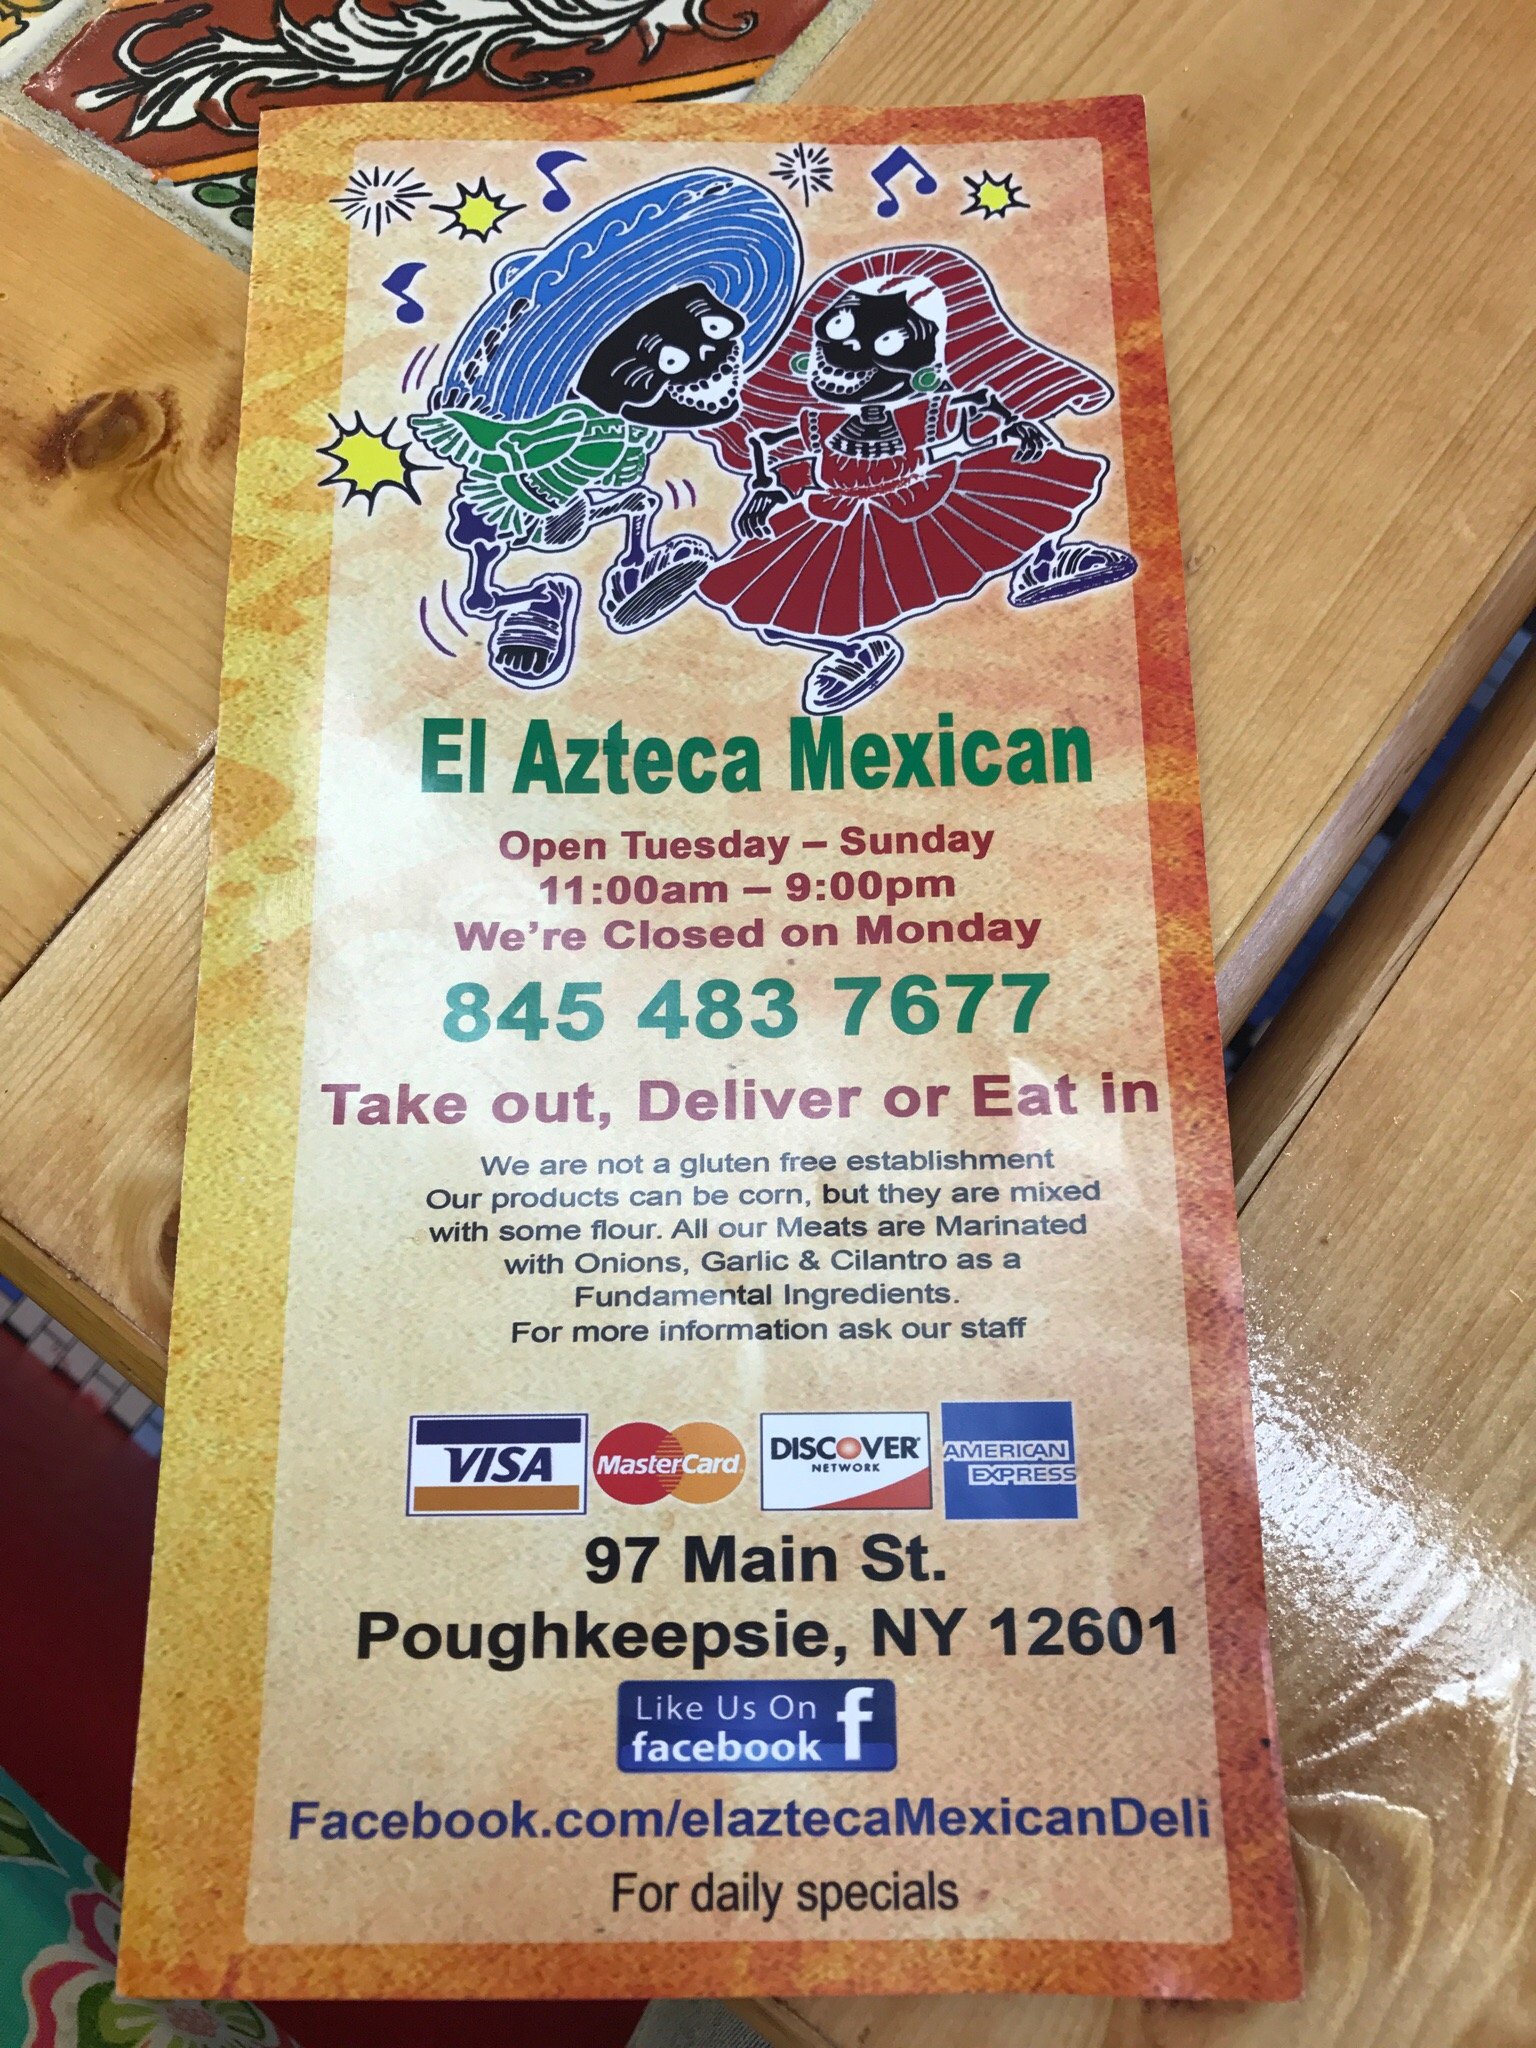 El Azteca Mexican
Open Tuesday – Sunday
11:00am – 9:00pm
We're Closed on Monday
845 483 7677
Take out, Deliver or Eat in
We are not a gluten free establishment
Our products can be corn, but they are mixed
with some flour. All our Meats are Marinated
with Onions, Garlic & Cilantro as a
Fundamental Ingredients.
For more information ask our staff
VISA MasterCard DISCOVER NETWORK AMERICAN EXPRESS
97 Main St.
Poughkeepsie, NY 12601
Like Us On
facebook f
Facebook.com/elaztecaMexicanDeli
For daily specials